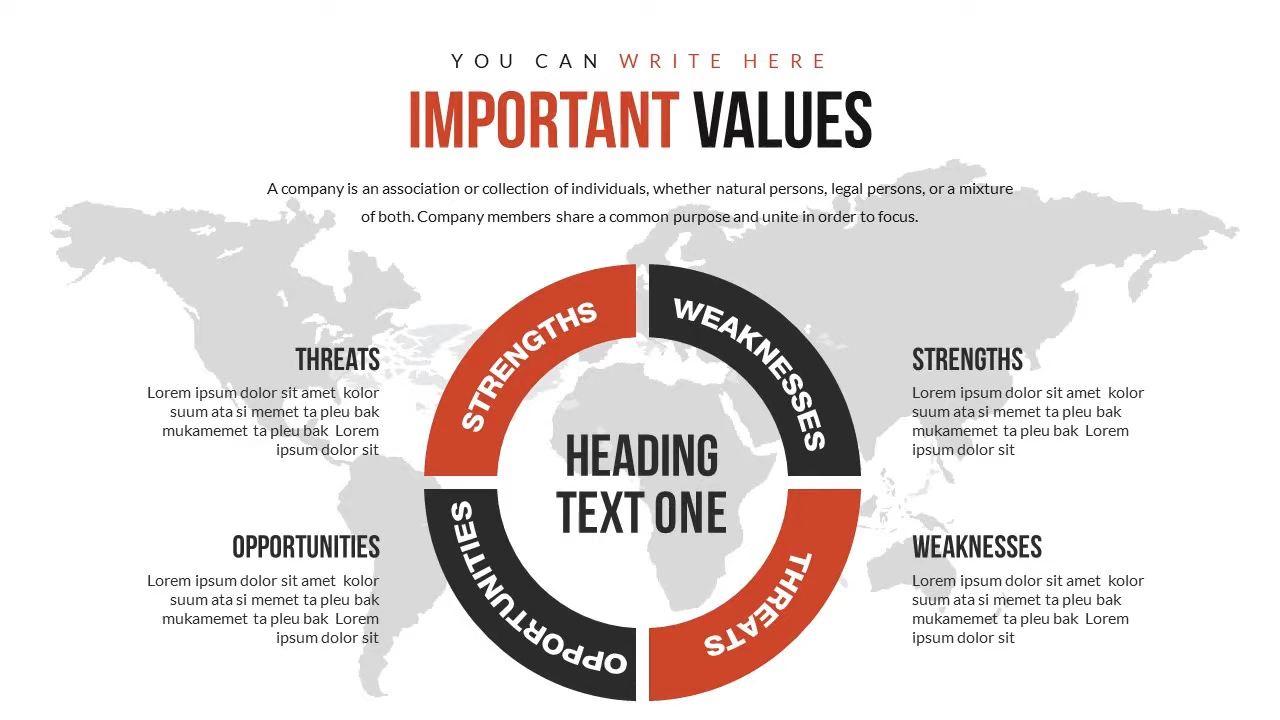 YOU CAN WRITE HERE
IMPORTANT VALUES
A company is an association or collection of individuals, whether natural persons, legal persons, or a mixture
of both. Company members share a common purpose and unite in order to focus.
STRENGTHS
WEAKNESSES
THREATS
OPPORTUNITIES
HEADING
TEXT ONE
THREATS
Lorem ipsum dolor sit amet kolor
suum ata si memet ta pleu bak
mukamemet ta pleu bak Lorem
ipsum dolor sit
OPPORTUNITIES
Lorem ipsum dolor sit amet kolor
suum ata si memet ta pleu bak
mukamemet ta pleu bak Lorem
ipsum dolor sit
STRENGTHS
Lorem ipsum dolor sit amet kolor
suum ata si memet ta pleu bak
mukamemet ta pleu bak Lorem
ipsum dolor sit
WEAKNESSES
Lorem ipsum dolor sit amet kolor
suum ata si memet ta pleu bak
mukamemet ta pleu bak Lorem
ipsum dolor sit